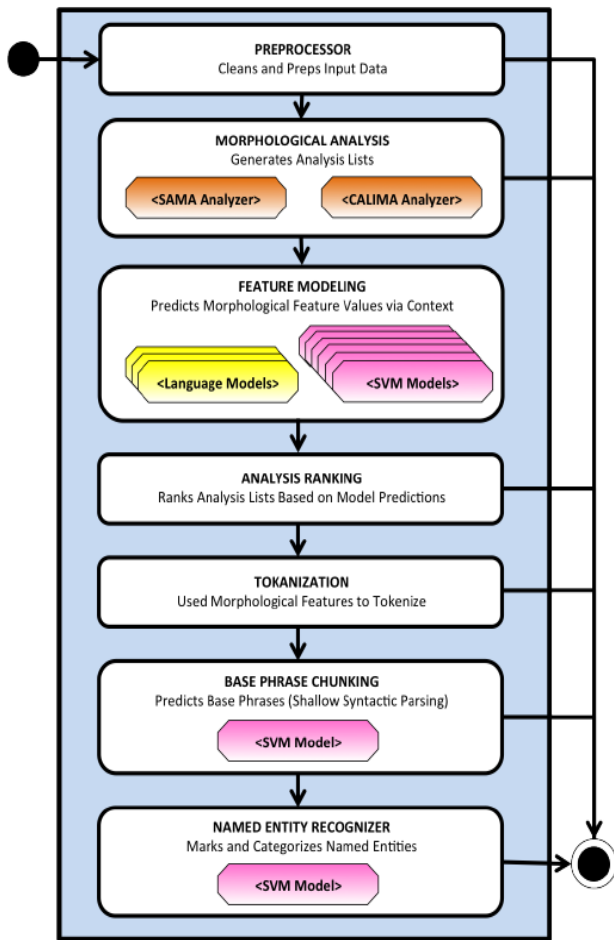 PREPROCESSOR
Cleans and Preps Input Data
MORPHOLOGICAL ANALYSIS
Generates Analysis Lists
<SAMA Analyzer>
<CALIMA Analyzer>
FEATURE MODELING
Predicts Morphological Feature Values via Context
<Language Models>
<SVM Models>
ANALYSIS RANKING
Ranks Analysis Lists Based on Model Predictions
TOKANIZATION
Used Morphological Features to Tokenize
BASE PHRASE CHUNKING
Predicts Base Phrases (Shallow Syntactic Parsing)
<SVM Model>
NAMED ENTITY RECOGNIZER
Marks and Categorizes Named Entities
<SVM Model>